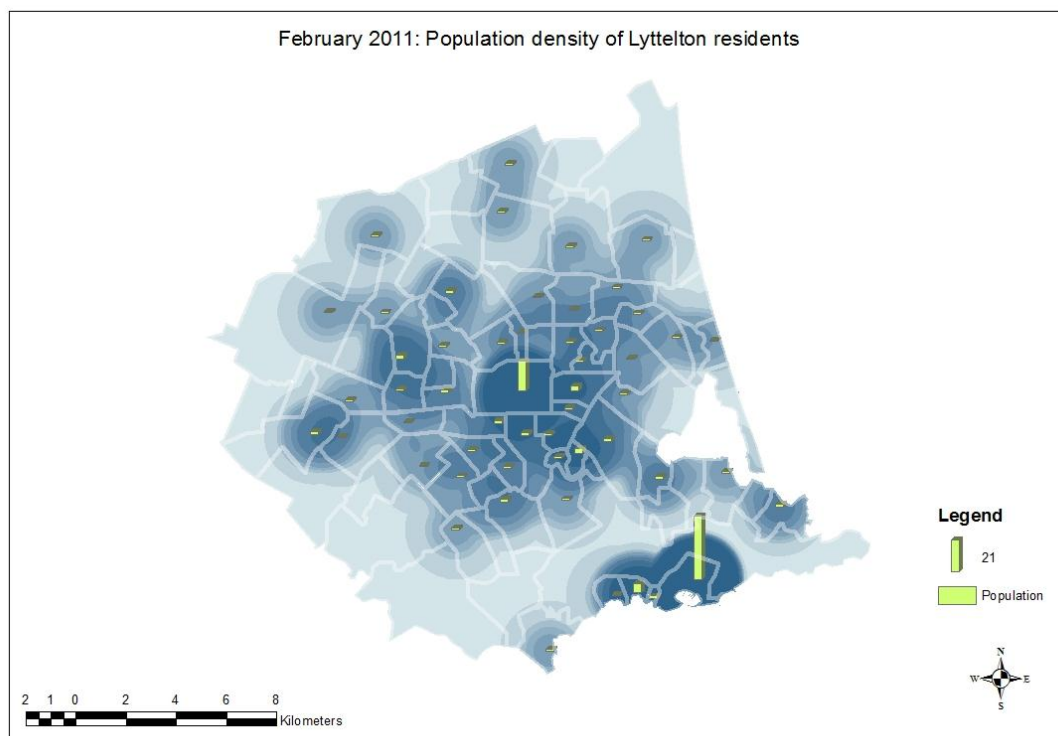 February 2011: Population density of Lyttelton residents
Legend
21
Population
N
W E
S
2 1 0 2 4 6 8
Kilometers